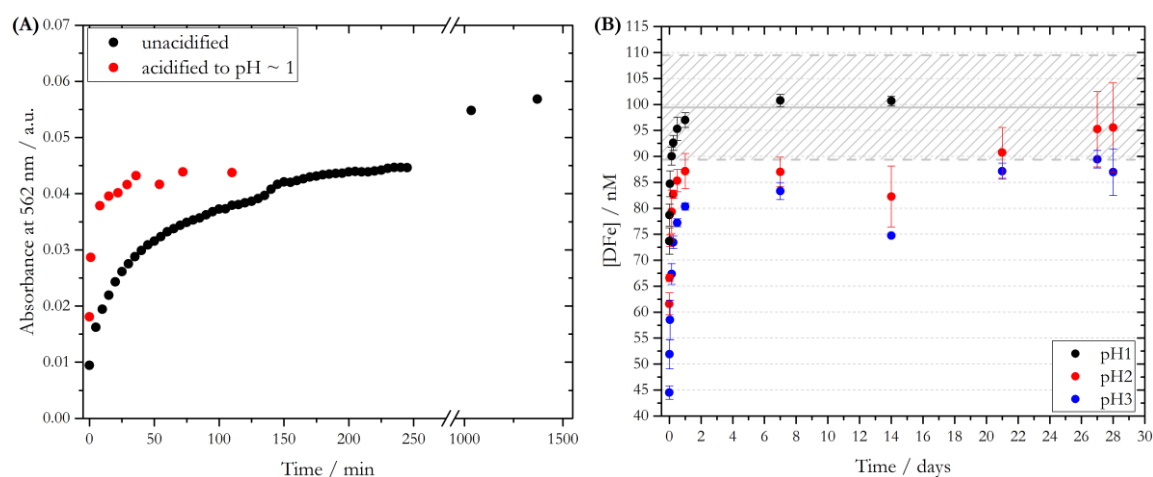 (A)
unacidified
acidified to pH ~ 1
Absorbance at 562 nm / a.u.
0.07
0.06
0.05
0.04
0.03
0.02
0.01
0.00
0 50 100 150 200 250 1000 1500
Time / min
(B)
[DFe] / nM
110
105
100
95
90
85
80
75
70
65
60
55
50
45
40
pH1
pH2
pH3
0 2 4 6 8 10 12 14 16 18 20 22 24 26 28 30
Time / days